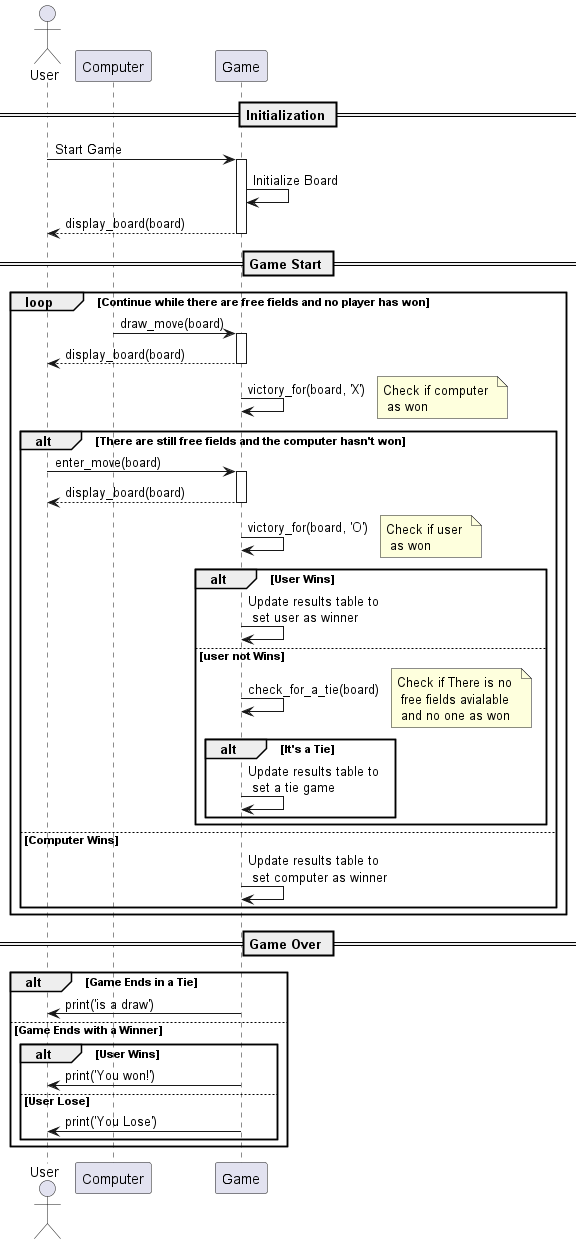 User
Computer
Game
Initialization
Start Game
Initialize Board
display_board(board)
Game Start
loop
[Continue while there are free fields and no player has won]
draw_move(board)
display_board(board)
victory_for(board, 'X')
Check if computer
as won
alt
[There are still free fields and the computer hasn't won]
enter_move(board)
display_board(board)
victory_for(board, 'O')
Check if user
as won
alt
[User Wins]
Update results table to
set user as winner
[user not Wins]
check_for_a_tie(board)
Check if There is no
free fields avialable
and no one as won
alt
[It's a Tie]
Update results table to
set a tie game
[Computer Wins]
Update results table to
set computer as winner
Game Over
alt
[Game Ends in a Tie]
print('is a draw')
[Game Ends with a Winner]
alt
[User Wins]
print('You won!')
[User Lose]
print('You Lose')
User
Computer
Game